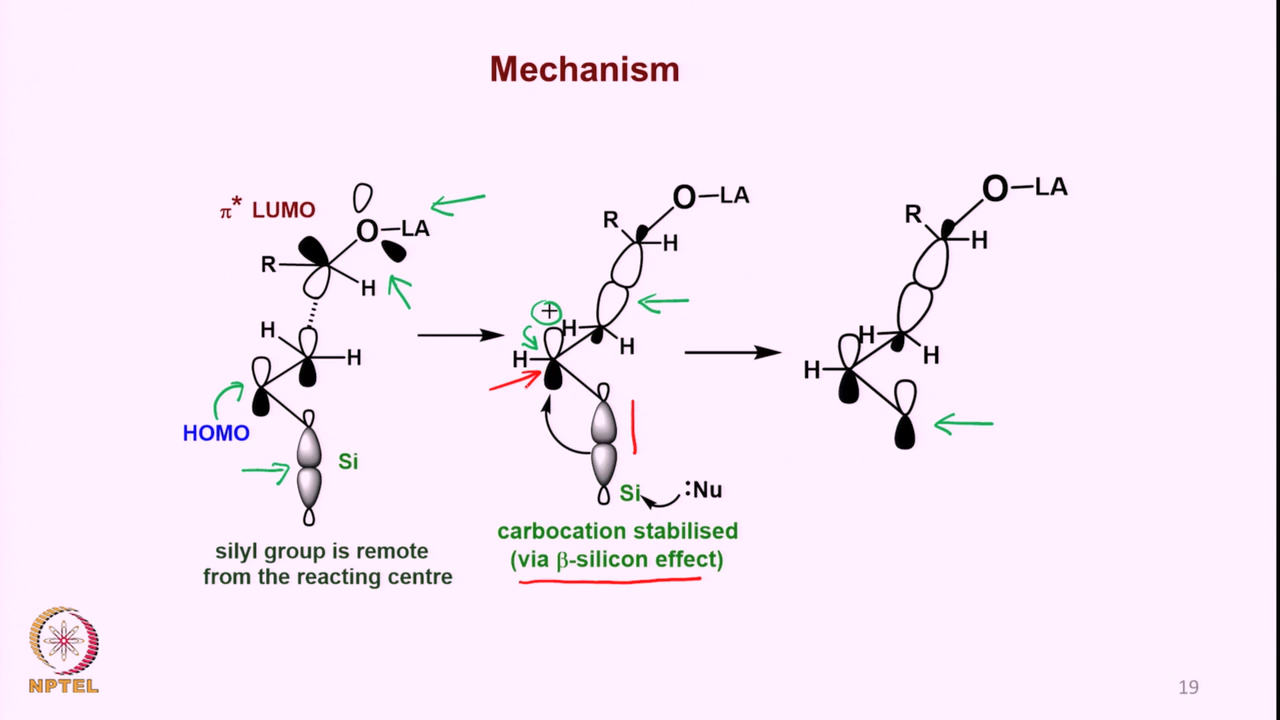 Mechanism
π* LUMO
O–LA
R
H
H
H
HOMO
Si
silyl group is remote
from the reacting centre
O–LA
R
H
+
H
H
H
Si
:Nu
carbocation stabilised
(via β-silicon effect)
O–LA
R
H
H
H
H
NPTEL
19